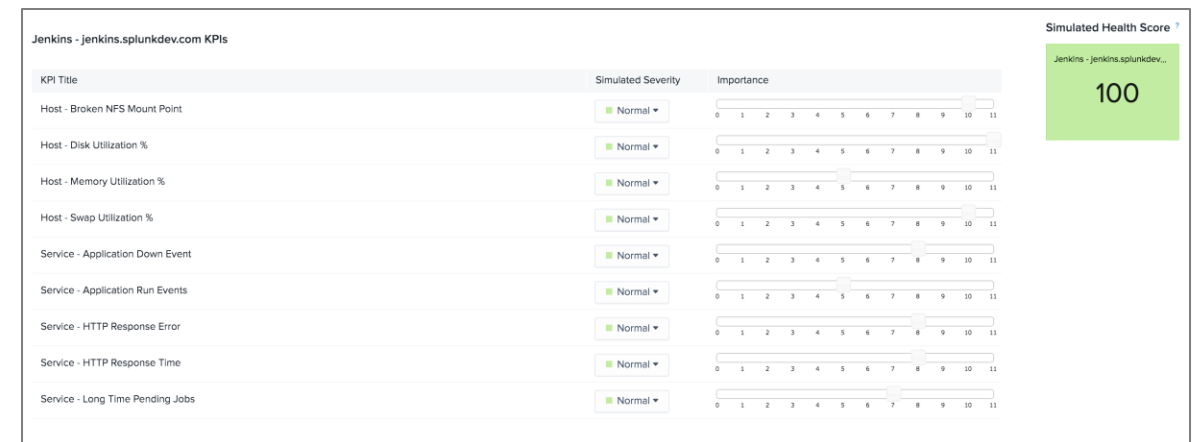 Jenkins - jenkins.splunkdev.com KPIs
Simulated Health Score ?
Jenkins - jenkins.splunkdev...
100
KPI Title Simulated Severity Importance
Host - Broken NFS Mount Point Normal
0 1 2 3 4 5 6 7 8 9 10 11
Host - Disk Utilization % Normal
0 1 2 3 4 5 6 7 8 9 10 11
Host - Memory Utilization % Normal
0 1 2 3 4 5 6 7 8 9 10 11
Host - Swap Utilization % Normal
0 1 2 3 4 5 6 7 8 9 10 11
Service - Application Down Event Normal
0 1 2 3 4 5 6 7 8 9 10 11
Service - Application Run Events Normal
0 1 2 3 4 5 6 7 8 9 10 11
Service - HTTP Response Error Normal
0 1 2 3 4 5 6 7 8 9 10 11
Service - HTTP Response Time Normal
0 1 2 3 4 5 6 7 8 9 10 11
Service - Long Time Pending Jobs Normal
0 1 2 3 4 5 6 7 8 9 10 11